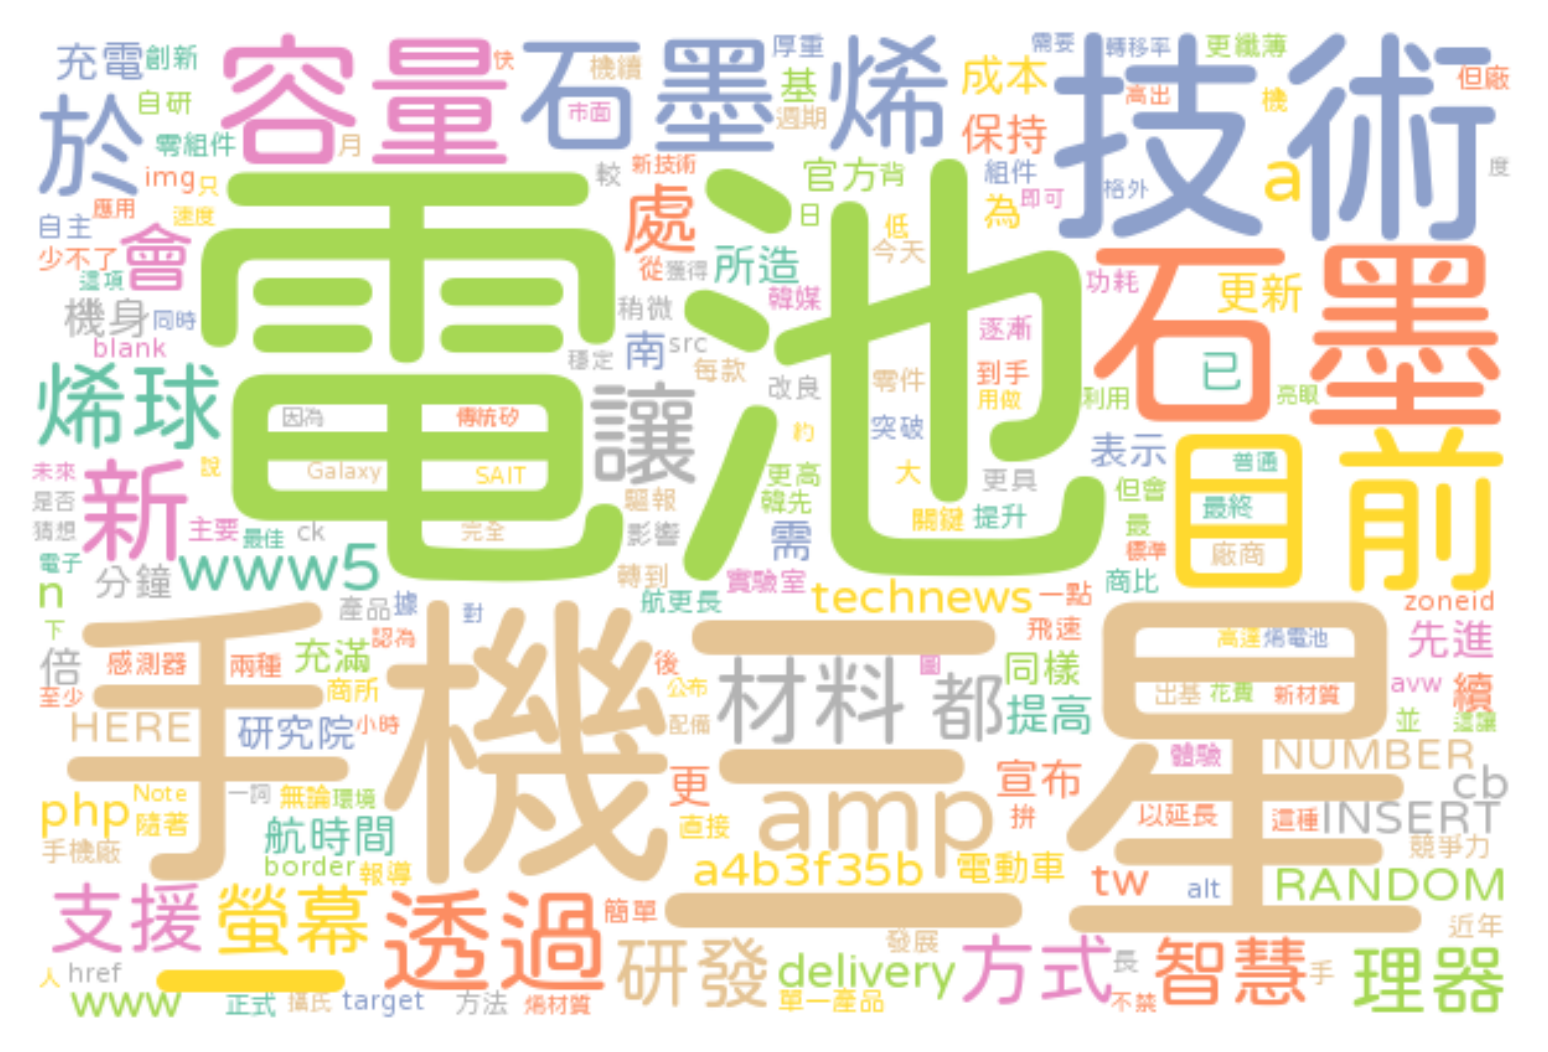 充電 創新 容量 快 石墨烯 厚重 需要 轉移率 更纖薄
機續 基 成本 技術 但廠
於 自研 市面 週期 高出 機
零組件 月 保持
img 只 較 新技術 官方 背 組件 a 度
應用 速度 處 日 低 為 即可 格外
自主 會 電池 今天
少不了 從 獲得 所造 石墨
這項 韓媒 功耗 更新
機身 同時 稍微 逐漸
blank 穩定 南 src 已
烯球 每款 改良 零件 到手 利用 亮眼
因為 傳統矽 讓 約 突破 用做
未來 說 Galaxy SAIT 更高 大 更具 表示 普通 目前
是否 新 驅報 韓先 但會 最終
猜想 主要 最佳 ck 完全 影響 需 關鍵 提升 最 標準 廠商
電子 分鐘 www5 轉到 實驗室 商比
n 產品 據 對 航更長 technews 一點 zoneid
下 手機 認為 三星 飛速 高達 烯電池 先進
倍 感測器 兩種 充滿 後 材料 圖 同樣
至少 商所 公布 都 出基 花費 新材質 avw 續
HERE 研究院 小時 配備 提高 並 這讓
體驗 NUMBER
php Note 一詞 無論 環境 更 amp 宣布 cb
隨著 航時間 直接 拚 以延長 這種 INSERT
手機廠 競爭力
border 報導 a4b3f35b 電動車 tw alt RANDOM
支援 螢幕 透過 簡單 近年
研發 發展 方式 智慧 理器
人 href 一 delivery 長 手
www 正式 攝氏 target 方法 烯材質 單一產品 不禁